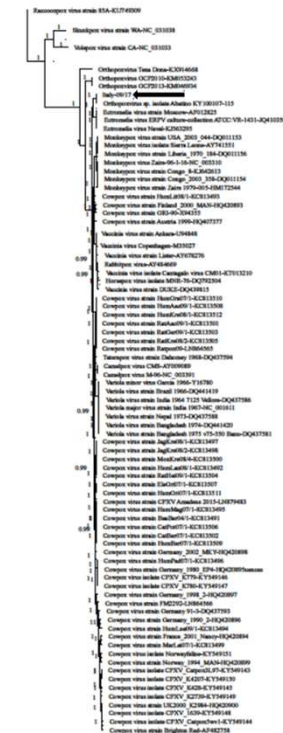 Raccoonpox virus strain 85A-KU749309
Skunkpox virus strain WA-NC_031038
Volepox virus strain CA-NC_031033
Orthopoxvirus Tena Dona-KX914668
Orthopoxvirus GCP2010-KM053243
Orthopoxvirus GCP2013-KM046934
Italy-09/17
Orthopoxvirus sp. isolate Abatino KY100107-115
Ectromelia virus strain Moscow-AF012825
Ectromelia virus ERPV culture-collection ATCC:VR-1431-JQ410350
Ectromelia virus Naval-KJ563295
Monkeypox virus strain USA_2003_044-DQ011153
Monkeypox virus isolate Sierra Leone-AY741551
Monkeypox virus strain Liberia_1970_184-DQ011156
Monkeypox virus Zaire-96-1-16-NC_003310
Monkeypox virus strain Congo_8-KJ642613
Monkeypox virus strain Congo_2003_358-DQ011154
Monkeypox virus strain Zaire 1979-005-HM172544
Cowpox virus strain HumLit08/1-KC813493
Cowpox virus strain Finland_2000_MAN-HQ420893
Cowpox virus strain GRI-90-X94355
Cowpox virus strain Austria 1999-HQ407377
Vaccinia virus strain Ankara-U94848
Vaccinia virus Copenhagen-M35027
Vaccinia virus strain Lister-AY678276
0.99
Rabbitpox virus-AY484669
Vaccinia virus strain Cantagalo virus CM01-KT013210
Horsepox virus isolate MNR-76-DQ792504
0.99
Vaccinia virus strain DUKE-DQ439815
Cowpox virus strain HumGra07/1-KC813510
Cowpox virus strain HumAac09/1-KC813508
Cowpox virus strain HumKre08/1-KC813512
Cowpox virus strain RatAac09/1-KC813501
Cowpox virus strain RatGer09/1-KC813503
Cowpox virus strain RatKre08/2-KC813505
Cowpox virus strain Ratpox09-LN864565
Taterapox virus strain Dahomey 1968-DQ437594
Camelpox virus CMS-AY009089
Camelpox virus M-96-NC_003391
Variola minor virus Garcia 1966-Y16780
Variola virus strain Brazil 1966-DQ441419
Variola virus strain India 1964 7125 Vellore-DQ437586
Variola major virus strain India 1967-NC_001611
0.99
Variola virus strain Nepal 1973-DQ437588
Variola virus strain Bangladesh 1974-DQ441420
Variola virus strain Bangladesh 1975 v75-550 Banu-DQ437581
Cowpox virus strain JagKre08/1-KC813497
Cowpox virus strain JagKre08/2-KC813498
Cowpox virus strain MonKre08/4-KC813500
0.99
Cowpox virus strain HumLan08/1-KC813492
Cowpox virus strain RatHei09/1-KC813504
Cowpox virus strain EleGri07/1-KC813507
Cowpox virus strain HumGri07/1-KC813511
Cowpox virus strain CPXV Amadeus 2015-LN879483
Cowpox virus strain HumMag07/1-KC813495
Cowpox virus strain BeaBer04/1-KC813491
Cowpox virus strain CatPot07/1-KC813506
Cowpox virus strain CatBer07/1-KC813502
Cowpox virus strain HumBer07/1-KC813509
Cowpox virus strain Germany_2002_MKY-HQ420898
Cowpox virus strain HumPad07/1-KC813496
Cowpox virus isolate CPXV_K779-KY549146
Cowpox virus isolate CPXV_K780-KY549147
Cowpox virus strain Germany_1998_2-HQ420897
Cowpox virus strain FM2292-LN864566
Cowpox virus strain Germany 91-3-DQ437593
Cowpox virus strain Germany_1990_2-HQ420896
Cowpox virus strain HumLue09/1-KC813494
Cowpox virus strain France_2001_Nancy-HQ420894
Cowpox virus strain MarLei07/1-KC813499
Cowpox virus isolate Norwayfeline-KY549151
Cowpox virus strain Norway_1994_MAN-HQ420899
Cowpox virus isolate CPXV_Catpox3L97-KY549145
Cowpox virus isolate CPXV_K4207-KY549150
Cowpox virus isolate CPXV_K428-KY549143
Cowpox virus isolate CPXV_K2739-KY549149
Cowpox virus strain UK2000_K2984-HQ420900
Cowpox virus isolate CPXV_1639-KY549148
Cowpox virus isolate CPXV_Catpox5wv1-KY549144
Cowpox virus strain Brighton Red-AF482758